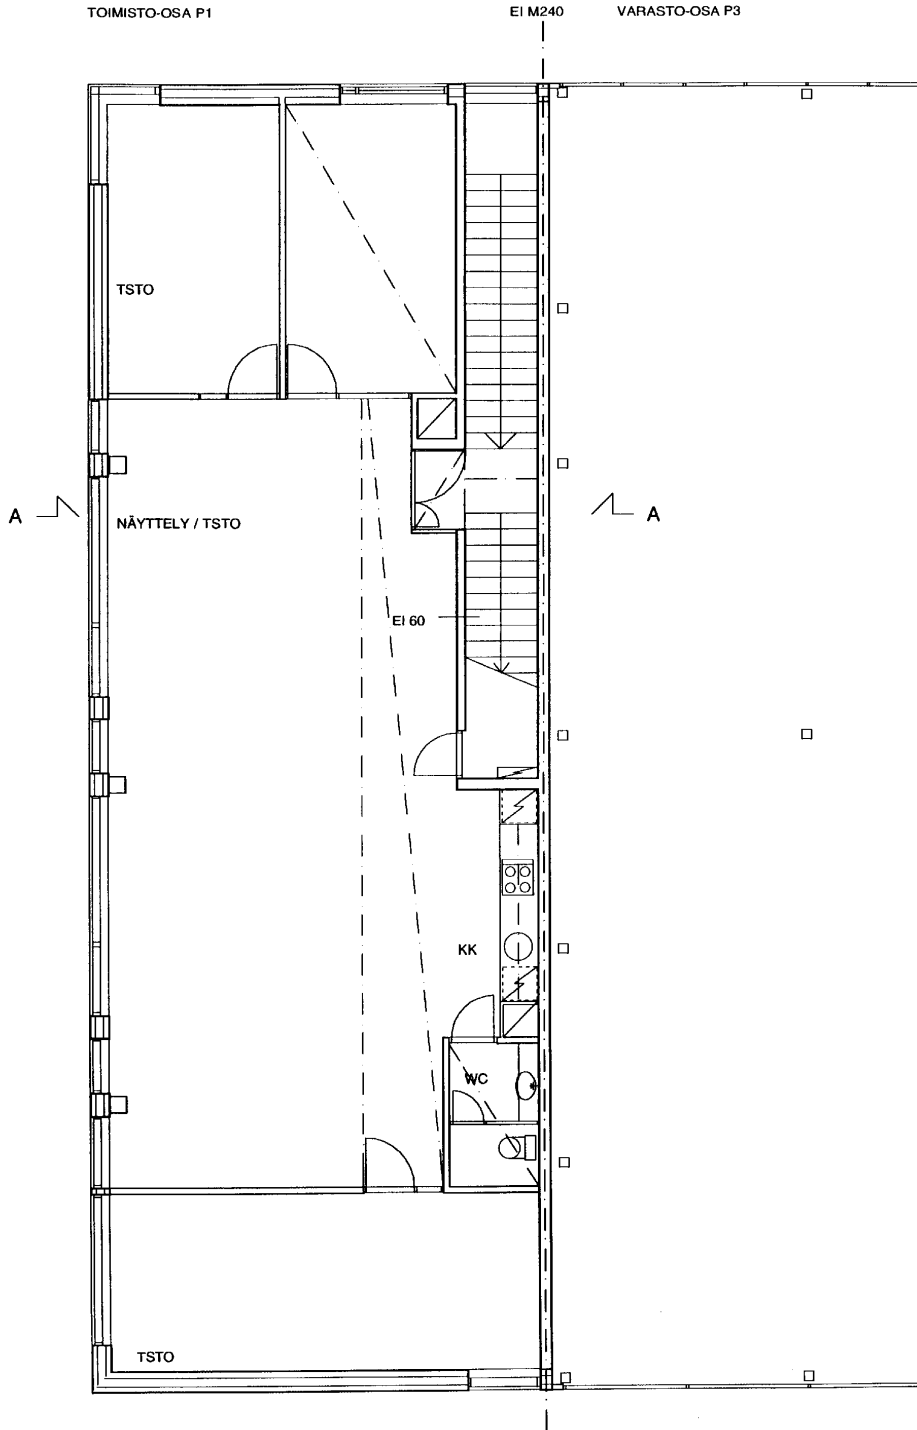 TOIMISTO-OSA P1
EI M240
VARASTO-OSA P3
TSTO
A
NÄYTTELY / TSTO
A
EI 60
KK
WC
TSTO